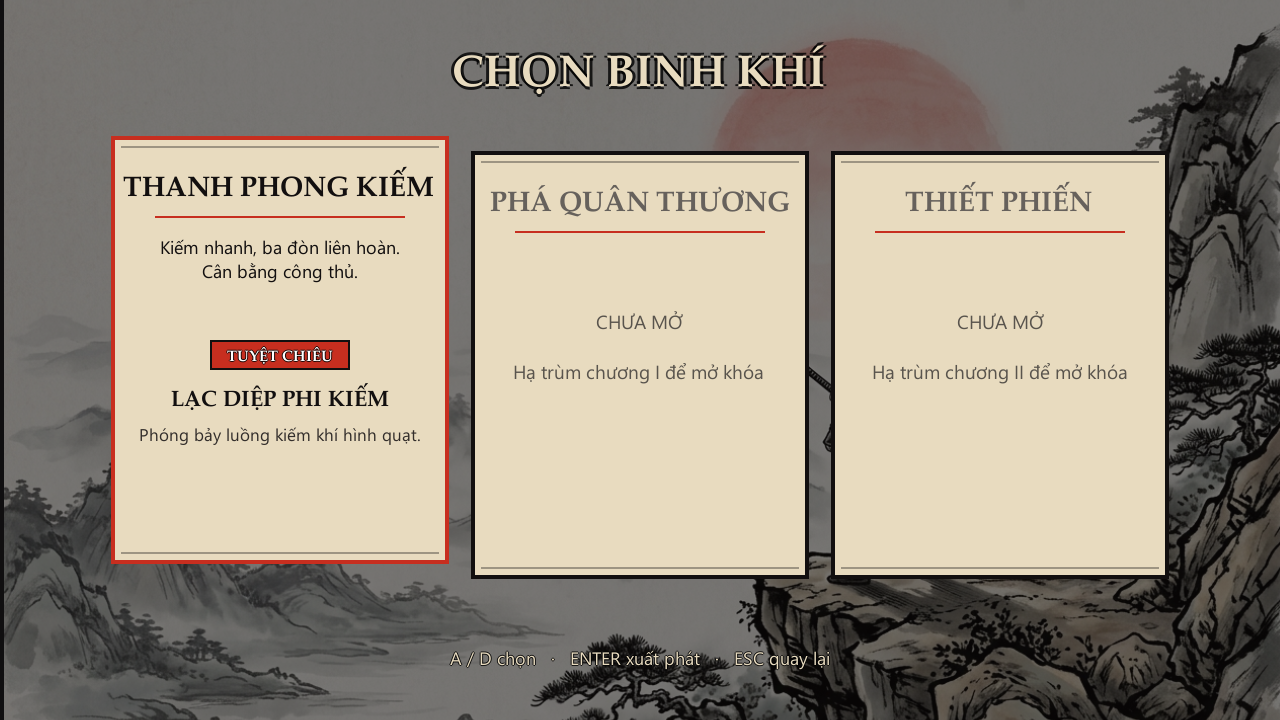 CHỌN BINH KHÍ
THANH PHONG KIẾM
Kiếm nhanh, ba đòn liên hoàn.
Cân bằng công thủ.
TUYỆT CHIÊU
LẠC DIỆP PHI KIẾM
Phóng bảy luồng kiếm khí hình quạt.
PHÁ QUÂN THƯƠNG
CHƯA MỞ
Hạ trùm chương I để mở khóa
THIẾT PHIẾN
CHƯA MỞ
Hạ trùm chương II để mở khóa
A / D chọn · ENTER xuất phát · ESC quay lại